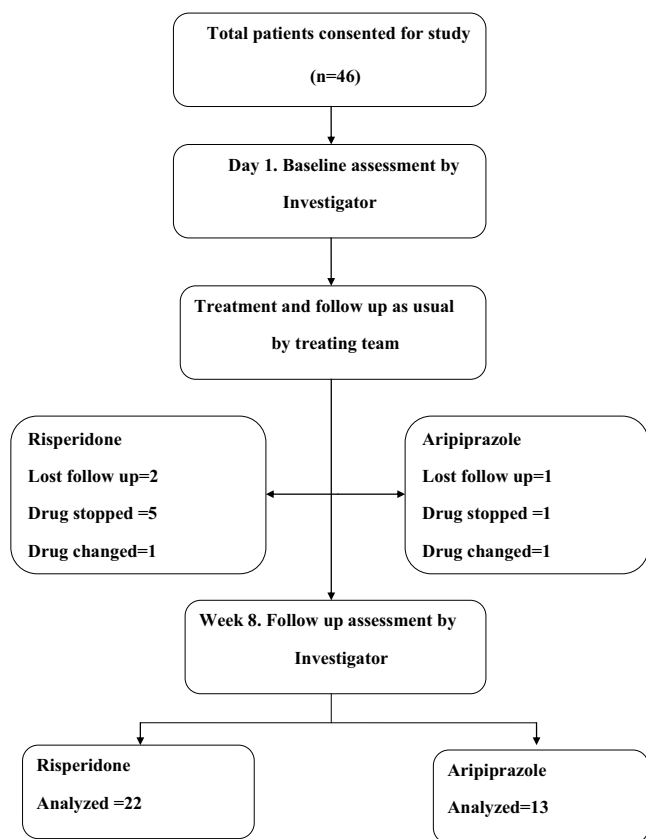 Total patients consented for study
(n=46)
Day 1. Baseline assessment by
Investigator
Treatment and follow up as usual
by treating team
Risperidone
Lost follow up=2
Drug stopped =5
Drug changed=1
Aripiprazole
Lost follow up=1
Drug stopped =1
Drug changed=1
Week 8. Follow up assessment by
Investigator
Risperidone
Analyzed =22
Aripiprazole
Analyzed=13